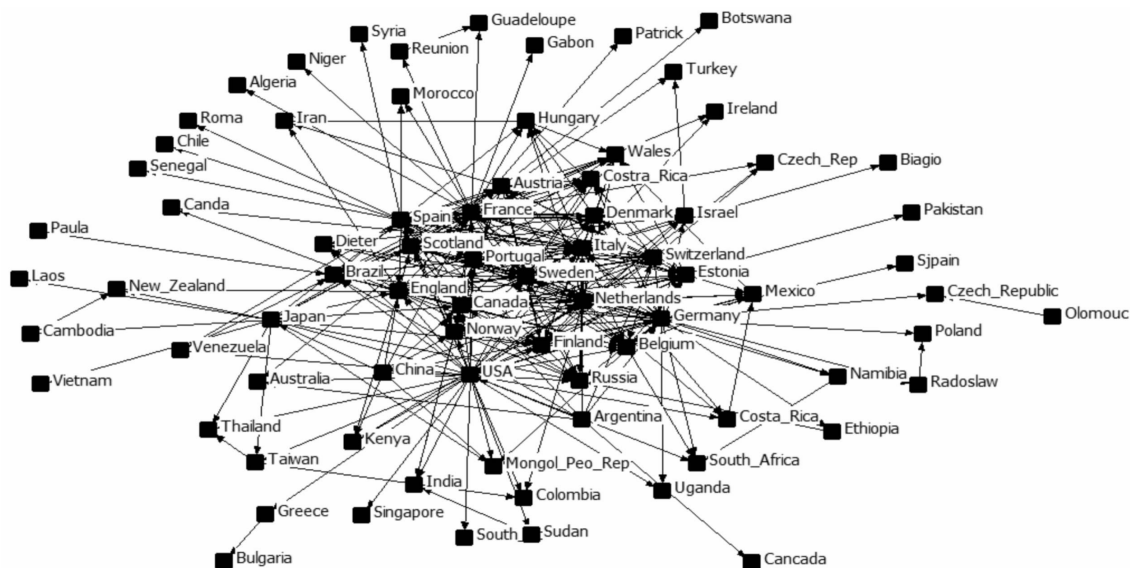 Guadeloupe
Botswana
Syria
Patrick
Gabon
Reunion
Niger
Turkey
Algeria
Morocco
Ireland
Roma
Iran
Hungary
Chile
Wales
Czech_Rep
Biagio
Senegal
Austria
Costra_Rica
Canda
Spain
France
Denmark
Israel
Pakistan
Paula
Dieter
Scotland
Portugal
Italy
Switzerland
Sjpain
Laos
New_Zealand
Brazil
Sweden
Estonia
England
Canada
Netherlands
Mexico
Czech_Republic
Olomouc
Cambodia
Japan
Norway
Germany
Poland
Venezuela
Finland
Belgium
Vietnam
Australia
China
USA
Russia
Namibia
Radoslaw
Thailand
Kenya
Argentina
Costa_Rica
Ethiopia
Taiwan
Mongol_Peo_Rep
South_Africa
India
Colombia
Uganda
Greece
Singapore
South_
Sudan
Bulgaria
Cancada